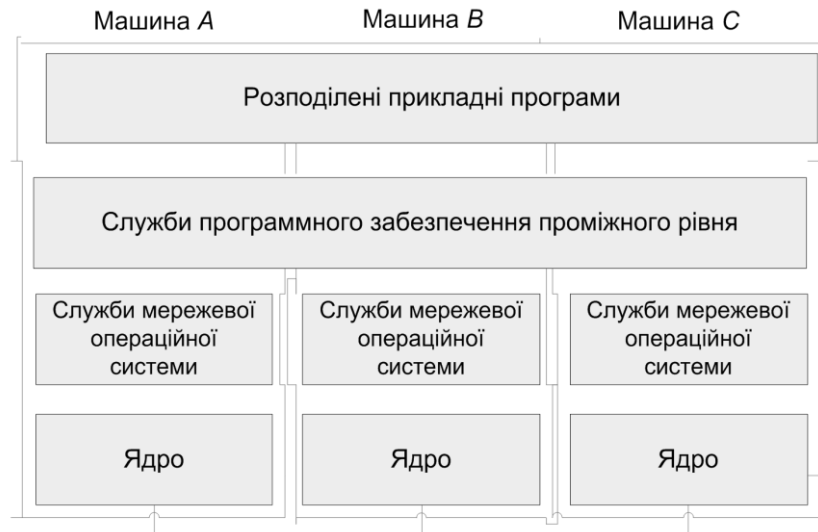 Машина A
Машина B
Машина C
Розподілені прикладні програми
Служби программного забезпечення проміжного рівня
Служби мережевої
операційної
системи
Служби мережевої
операційної
системи
Служби мережевої
операційної
системи
Ядро
Ядро
Ядро